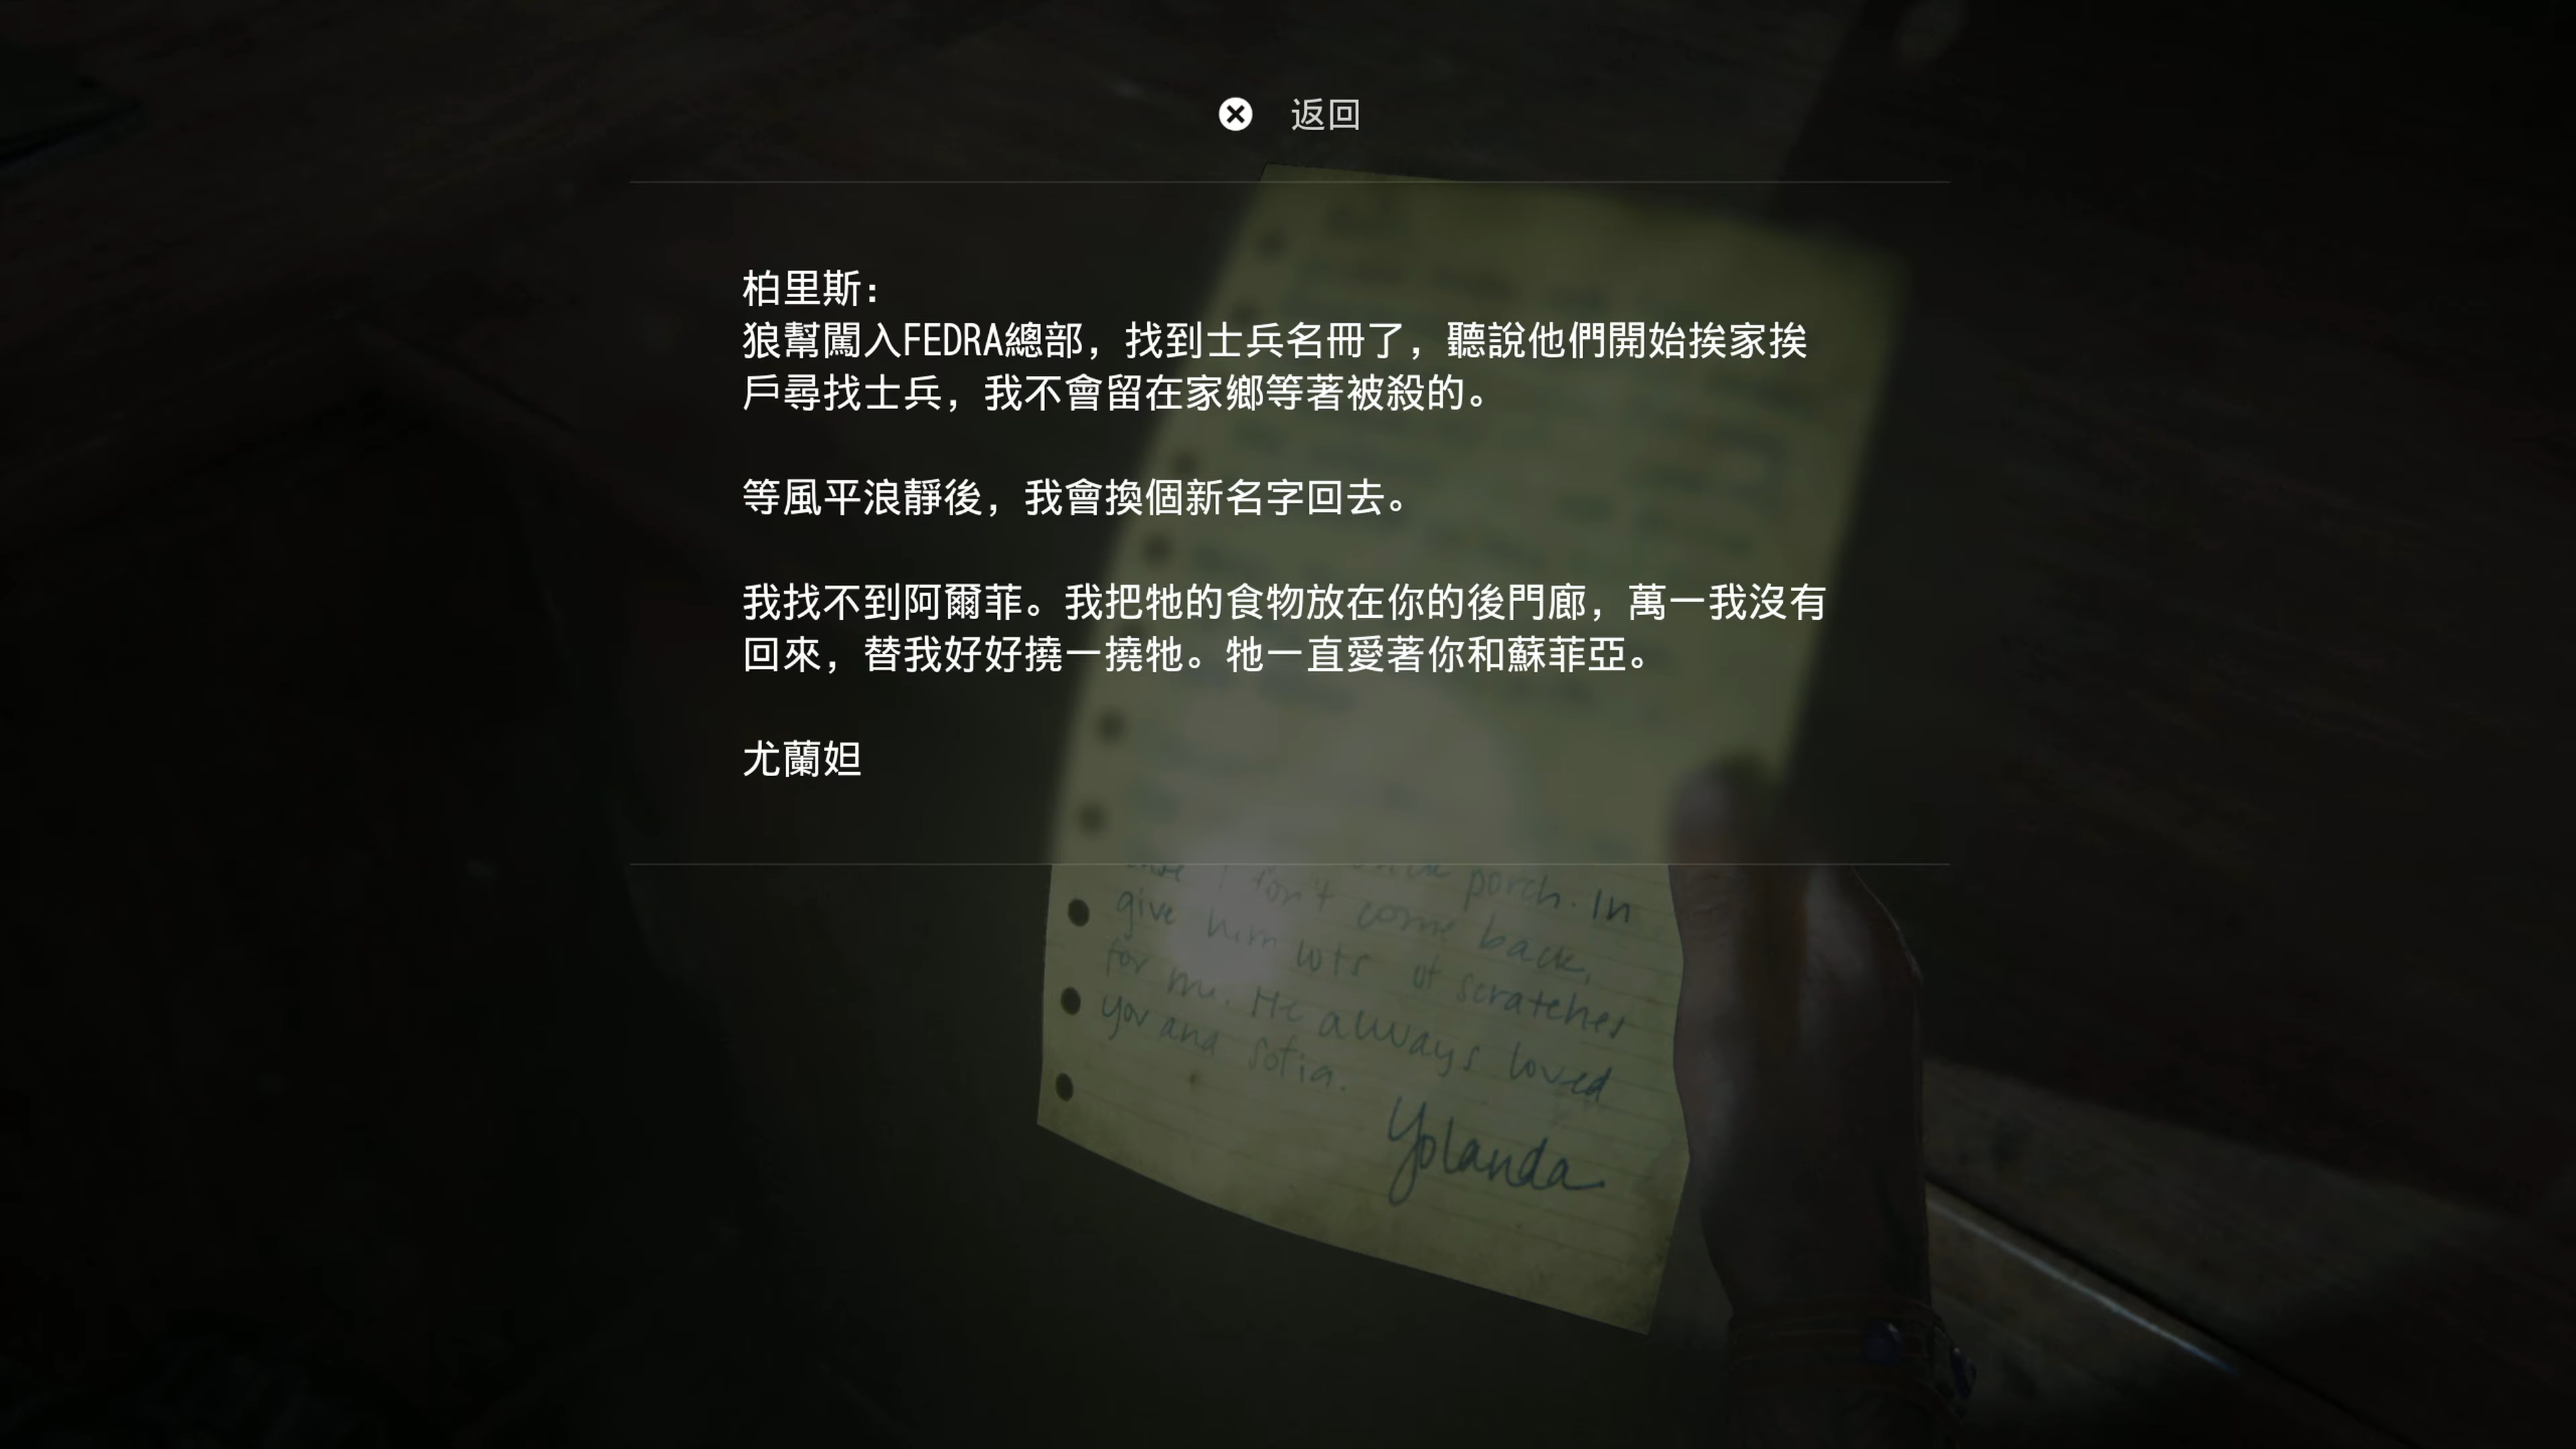 返回
柏里斯:
狼幫闖入FEDRA總部，找到士兵名冊了，聽說他們開始挨家挨
戶尋找士兵，我不會留在家鄉等著被殺的。
等風平浪靜後，我會換個新名字回去。
我找不到阿爾菲。我把牠的食物放在你的後門廊，萬一我沒有
回來，替我好好撓一撓牠。牠一直愛著你和蘇菲亞。
尤蘭妲
porch. In
don't come back,
give him lots of scratches
for me. He always loved
you and Sofia.
Yolanda